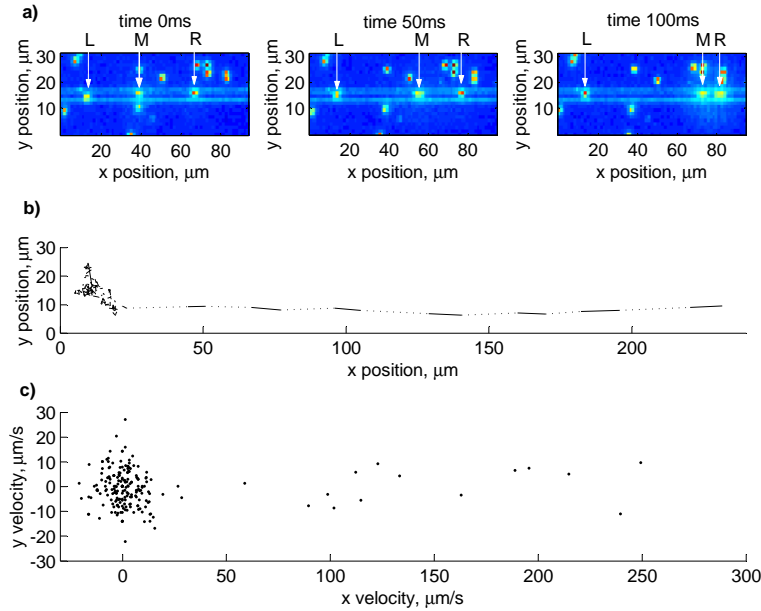 a)
time 0ms
time 50ms
time 100ms
L M R
L M R
L M R
y position, μm
30
20
10
20 40 60 80
x position, μm
y position, μm
30
20
10
20 40 60 80
x position, μm
y position, μm
30
20
10
20 40 60 80
x position, μm
b)
y position, μm
30
20
10
0
0 50 100 150 200
x position, μm
c)
y velocity, μm/s
30
20
10
0
-10
-20
-30
0 50 100 150 200 250 300
x velocity, μm/s